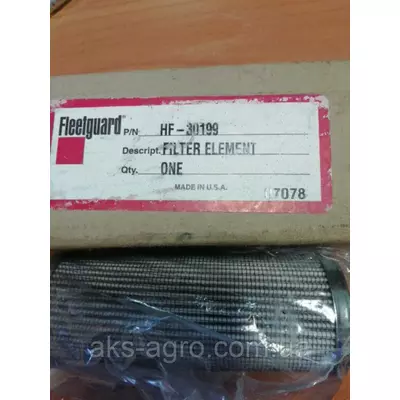 Fleetguard P/N HF-30199
Descript. FILTER ELEMENT
Qty. ONE
MADE IN U.S.A.
7078
aks-agro.com